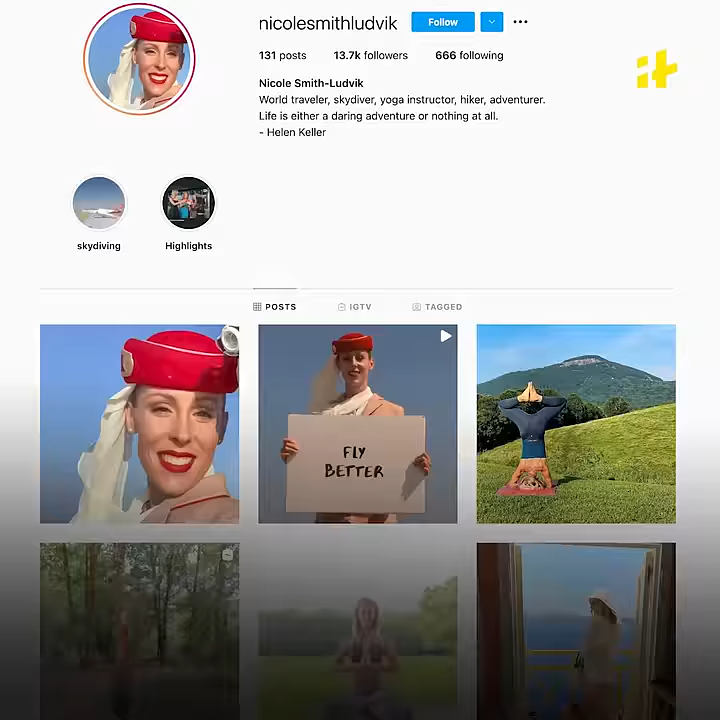 nicolesmithludvik Follow
131 posts 13.7k followers 666 following
Nicole Smith-Ludvik
World traveler, skydiver, yoga instructor, hiker, adventurer.
Life is either a daring adventure or nothing at all.
- Helen Keller
skydiving Highlights
POSTS IGTV TAGGED
FLY
BETTER